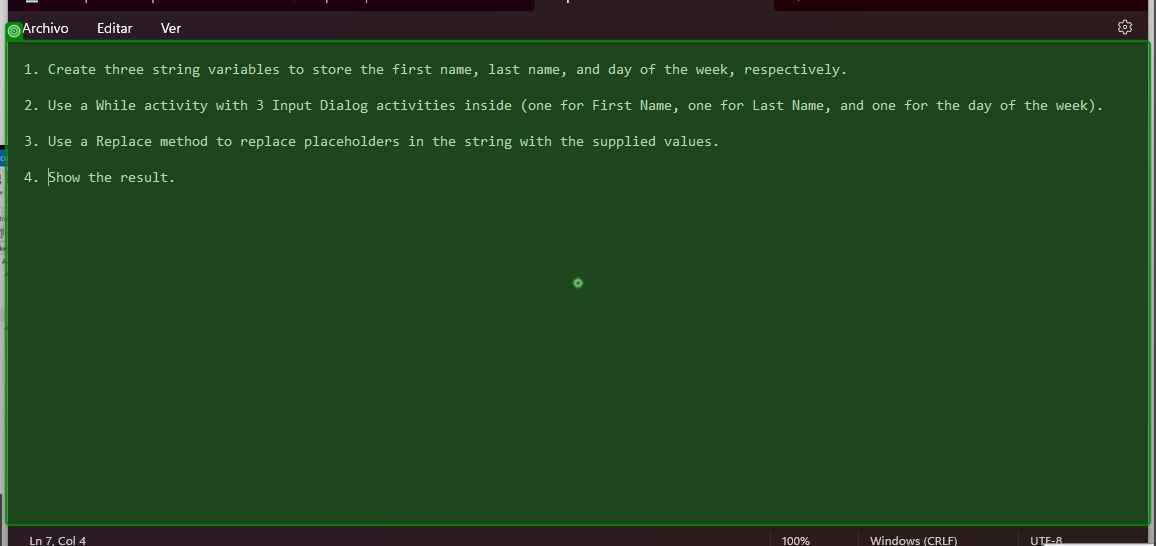 Archivo Editar Ver
1. Create three string variables to store the first name, last name, and day of the week, respectively.
2. Use a While activity with 3 Input Dialog activities inside (one for First Name, one for Last Name, and one for the day of the week).
3. Use a Replace method to replace placeholders in the string with the supplied values.
4. Show the result.
Ln 7, Col 4 100% Windows (CRLF) UTF-8